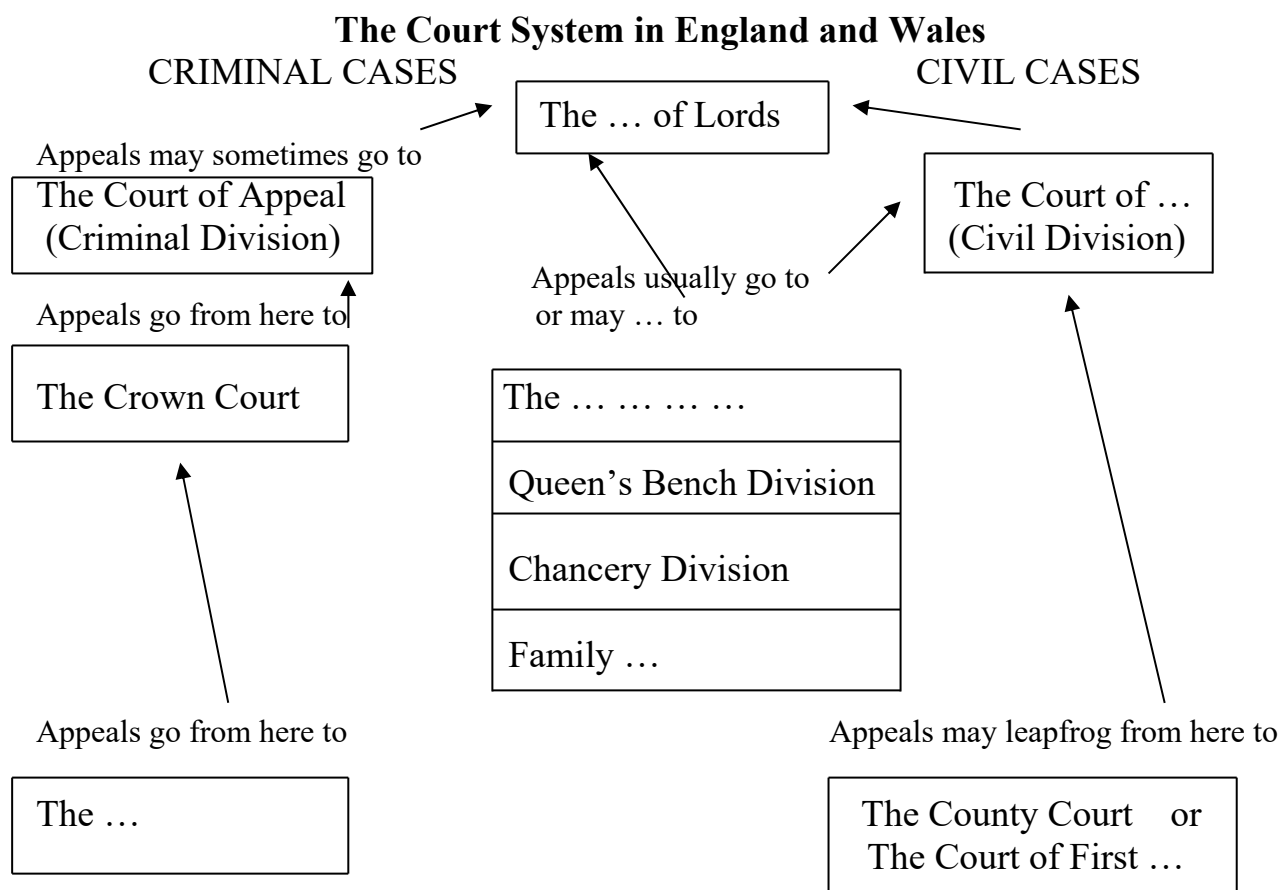 The Court System in England and Wales
CRIMINAL CASES
CIVIL CASES
The … of Lords
Appeals may sometimes go to
The Court of Appeal
(Criminal Division)
The Court of …
(Civil Division)
Appeals usually go to
or may … to
Appeals go from here to
The Crown Court
The … … … …
Queen’s Bench Division
Chancery Division
Family …
Appeals go from here to
Appeals may leapfrog from here to
The …
The County Court or
The Court of First …